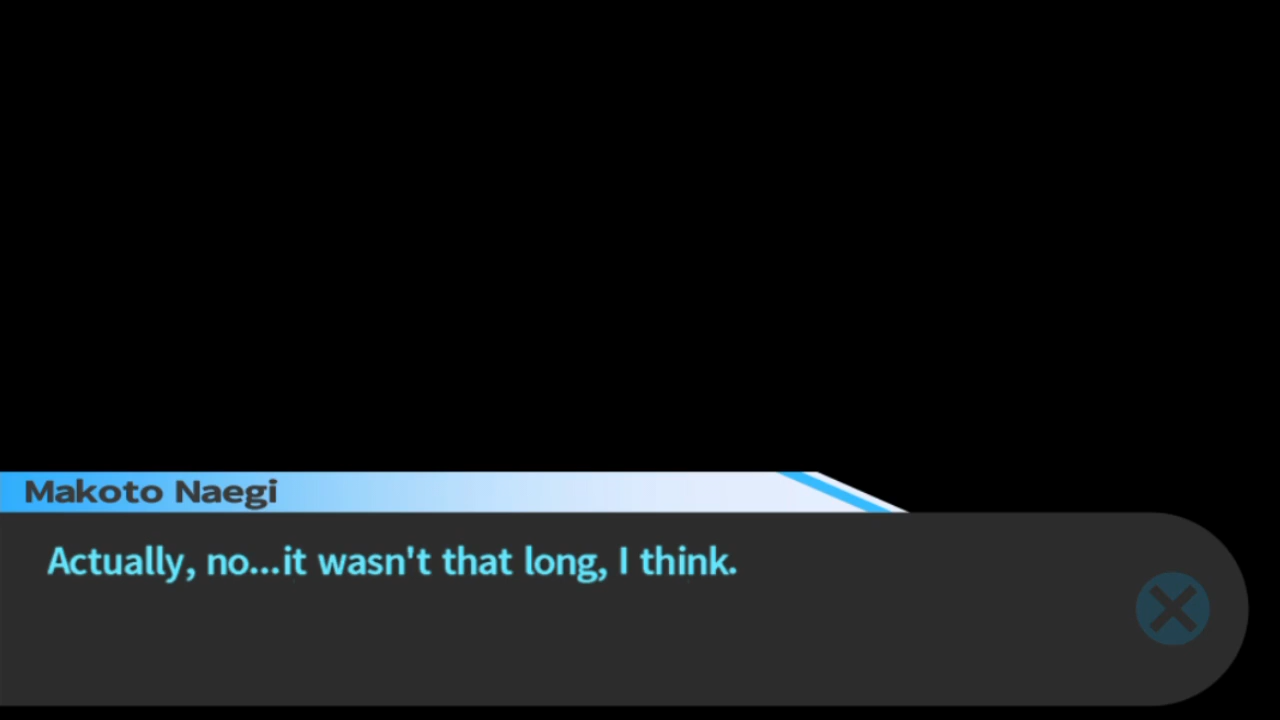 Makoto Naegi
Actually, no...it wasn't that long, I think.